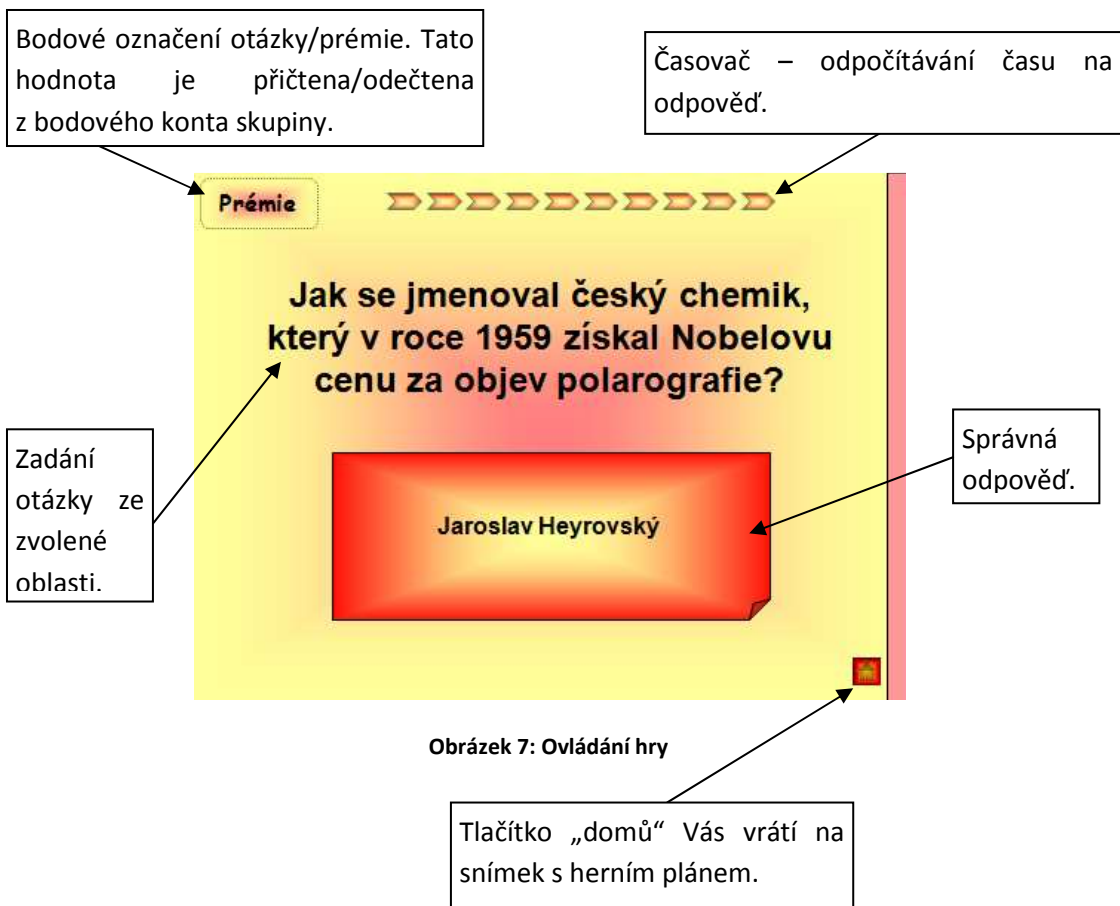 Bodové označení otázky/prémie. Tato
hodnota je přičtena/odečtena
z bodového konta skupiny.
Časovač – odpočítávání času na
odpověď.
Prémie
Jak se jmenoval český chemik,
který v roce 1959 získal Nobelovu
cenu za objev polarografie?
Zadání
otázky ze
zvolené
oblasti.
Správná
odpověď.
Jaroslav Heyrovský
Obrázek 7: Ovládání hry
Tlačítko „domů“ Vás vrátí na
snímek s herním plánem.